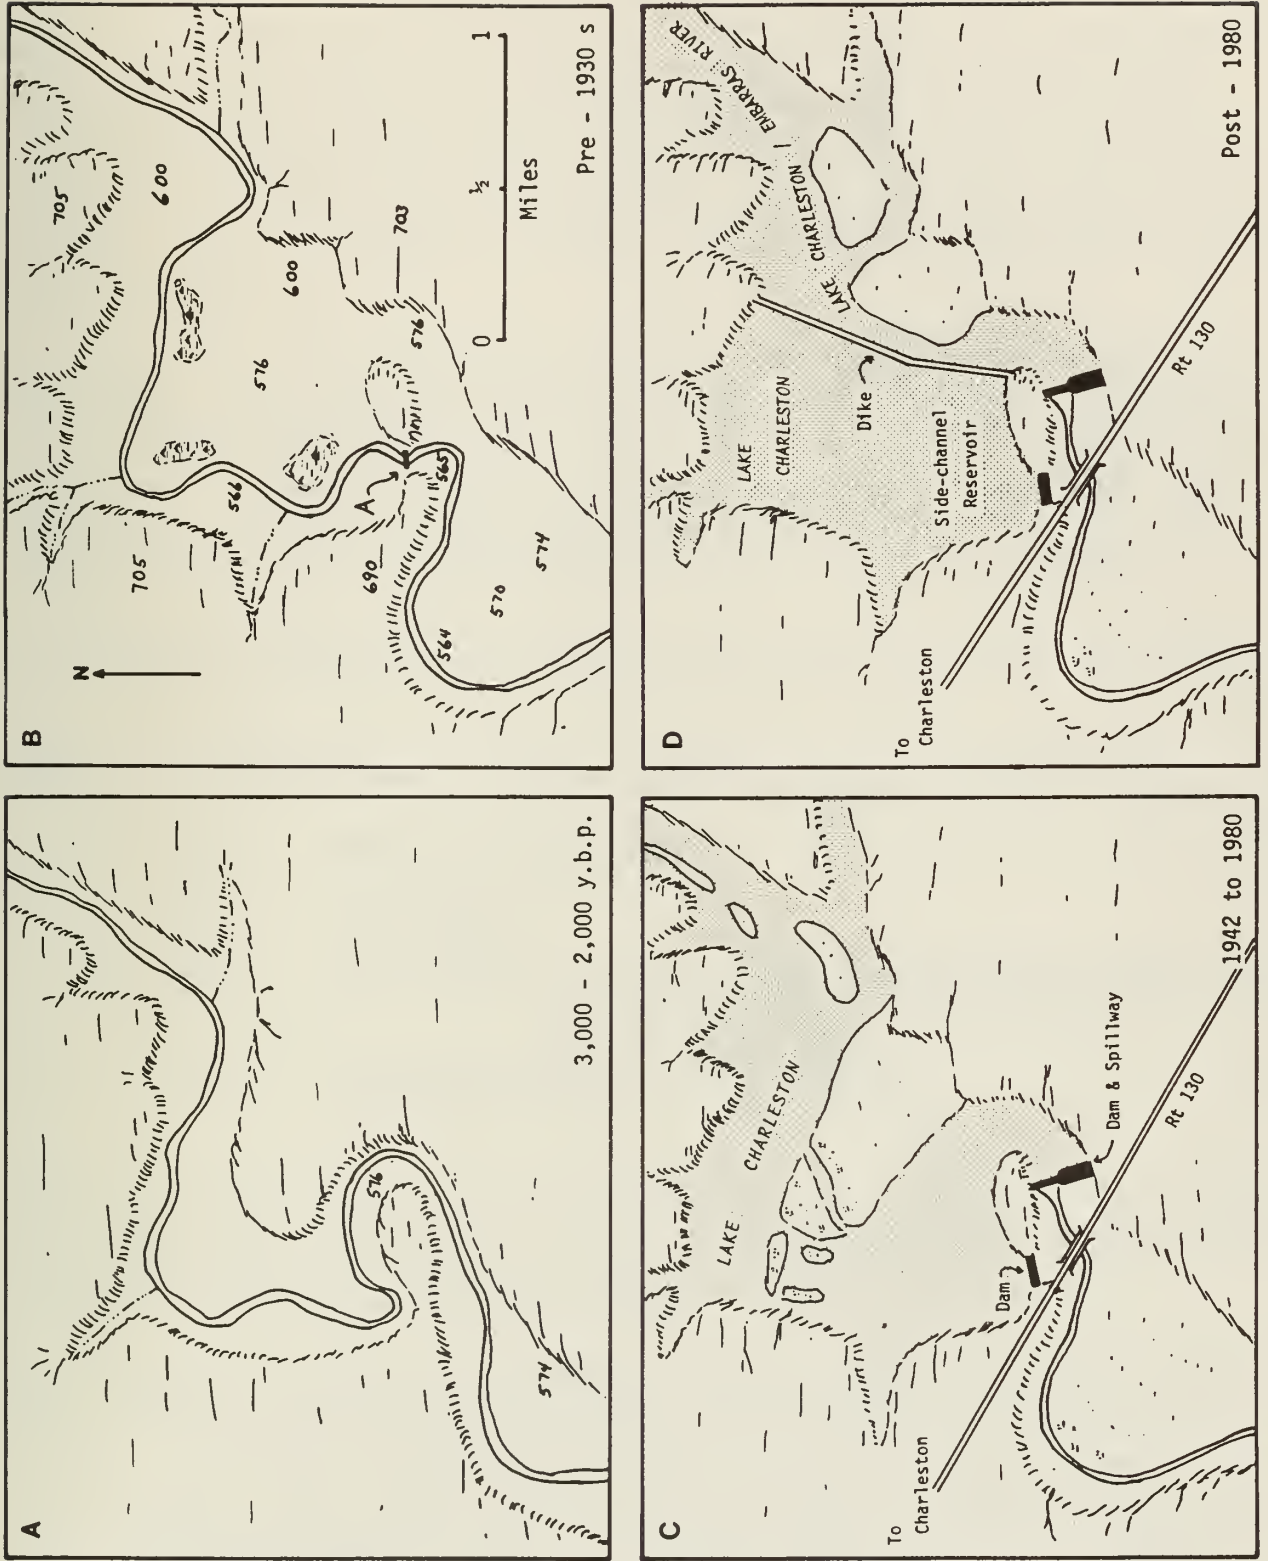 A
3,000 - 2,000 y.b.p.
576
574
B
Pre - 1930 s
N
705
705
600
600
576
566
703
576
A
690
565
564
570
574
0
½
1
Miles
C
1942 to 1980
LAKE
CHARLESTON
Dam
Dam & Spillway
Rt 130
To
Charleston
D
Post - 1980
EMBARRAS RIVER
LAKE CHARLESTON
LAKE
CHARLESTON
Dike
Side-channel
Reservoir
Rt 130
To
Charleston